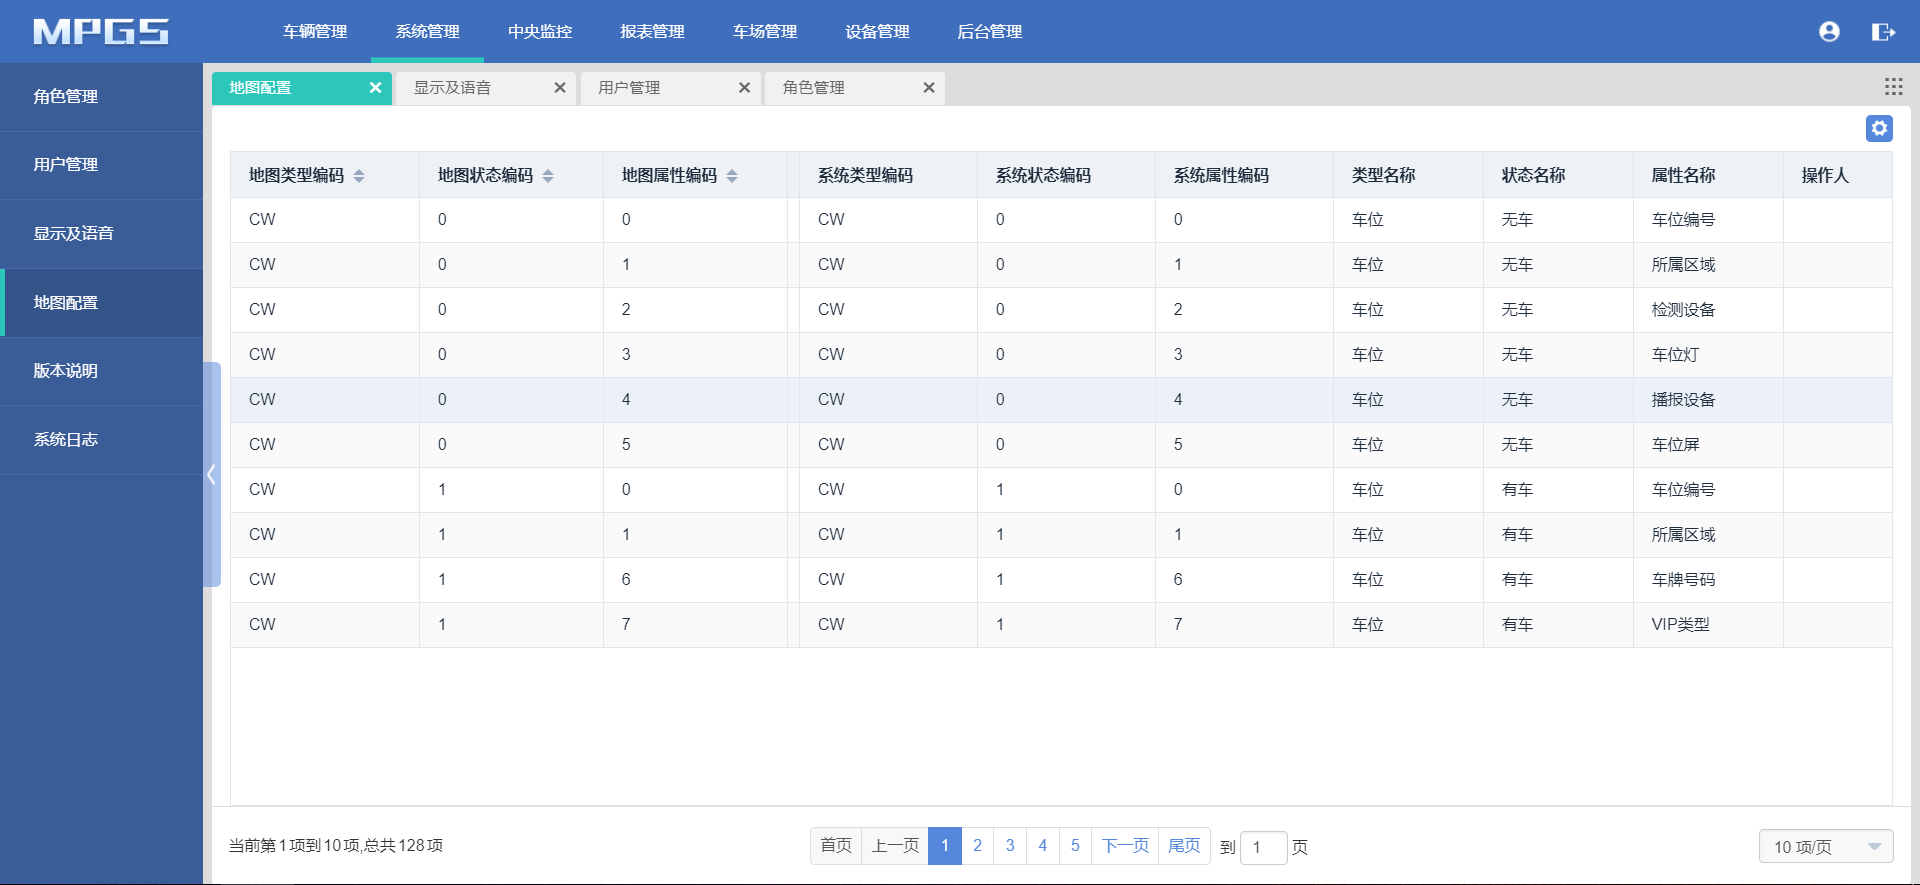 MPGS 车辆管理 系统管理 中央监控 报表管理 车场管理 设备管理 后台管理
角色管理
用户管理
显示及语音
地图配置
版本说明
系统日志
地图配置 显示及语音 用户管理 角色管理
地图类型编码 地图状态编码 地图属性编码 系统类型编码 系统状态编码 系统属性编码 类型名称 状态名称 属性名称 操作人
CW 0 0 CW 0 0 车位 无车 车位编号
CW 0 1 CW 0 1 车位 无车 所属区域
CW 0 2 CW 0 2 车位 无车 检测设备
CW 0 3 CW 0 3 车位 无车 车位灯
CW 0 4 CW 0 4 车位 无车 播报设备
CW 0 5 CW 0 5 车位 无车 车位屏
CW 1 0 CW 1 0 车位 有车 车位编号
CW 1 1 CW 1 1 车位 有车 所属区域
CW 1 6 CW 1 6 车位 有车 车牌号码
CW 1 7 CW 1 7 车位 有车 VIP类型
当前第1项到10项,总共128项 首页 上一页 1 2 3 4 5 下一页 尾页 到 1 页 10 项/页